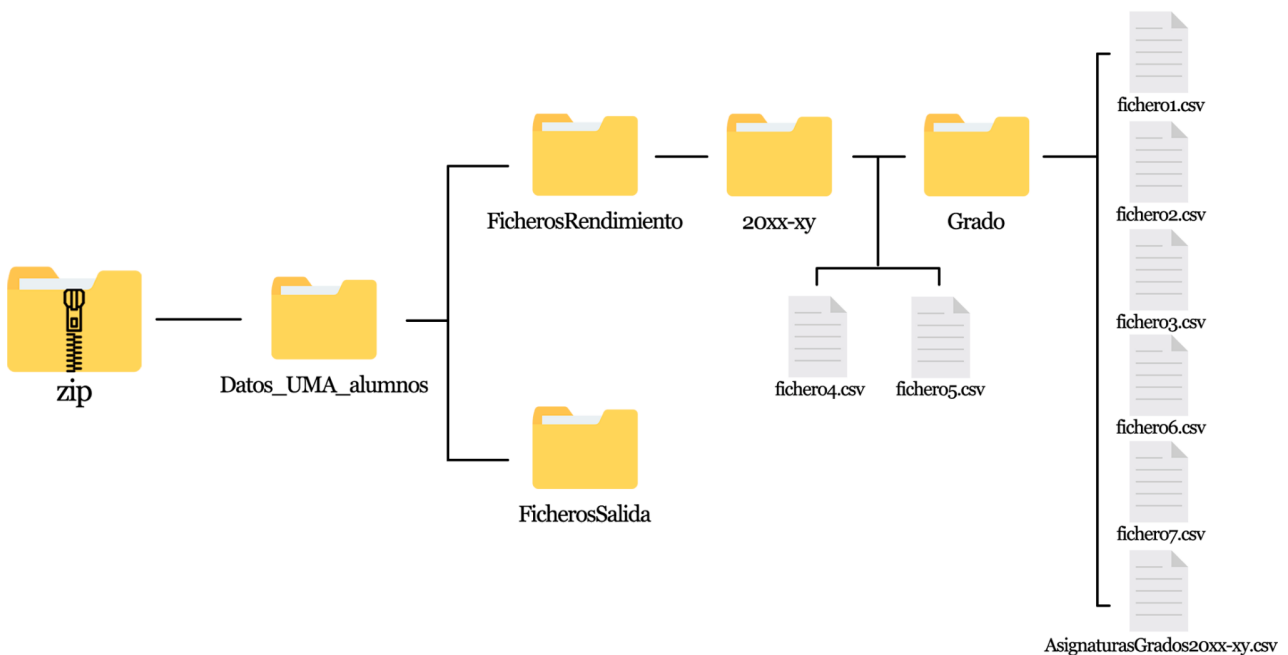 zip
Datos_UMA_alumnos
FicherosRendimiento
20xx-xy
Grado
FicherosSalida
fichero4.csv
fichero5.csv
fichero1.csv
fichero2.csv
fichero3.csv
fichero6.csv
fichero7.csv
AsignaturasGrados20xx-xy.csv